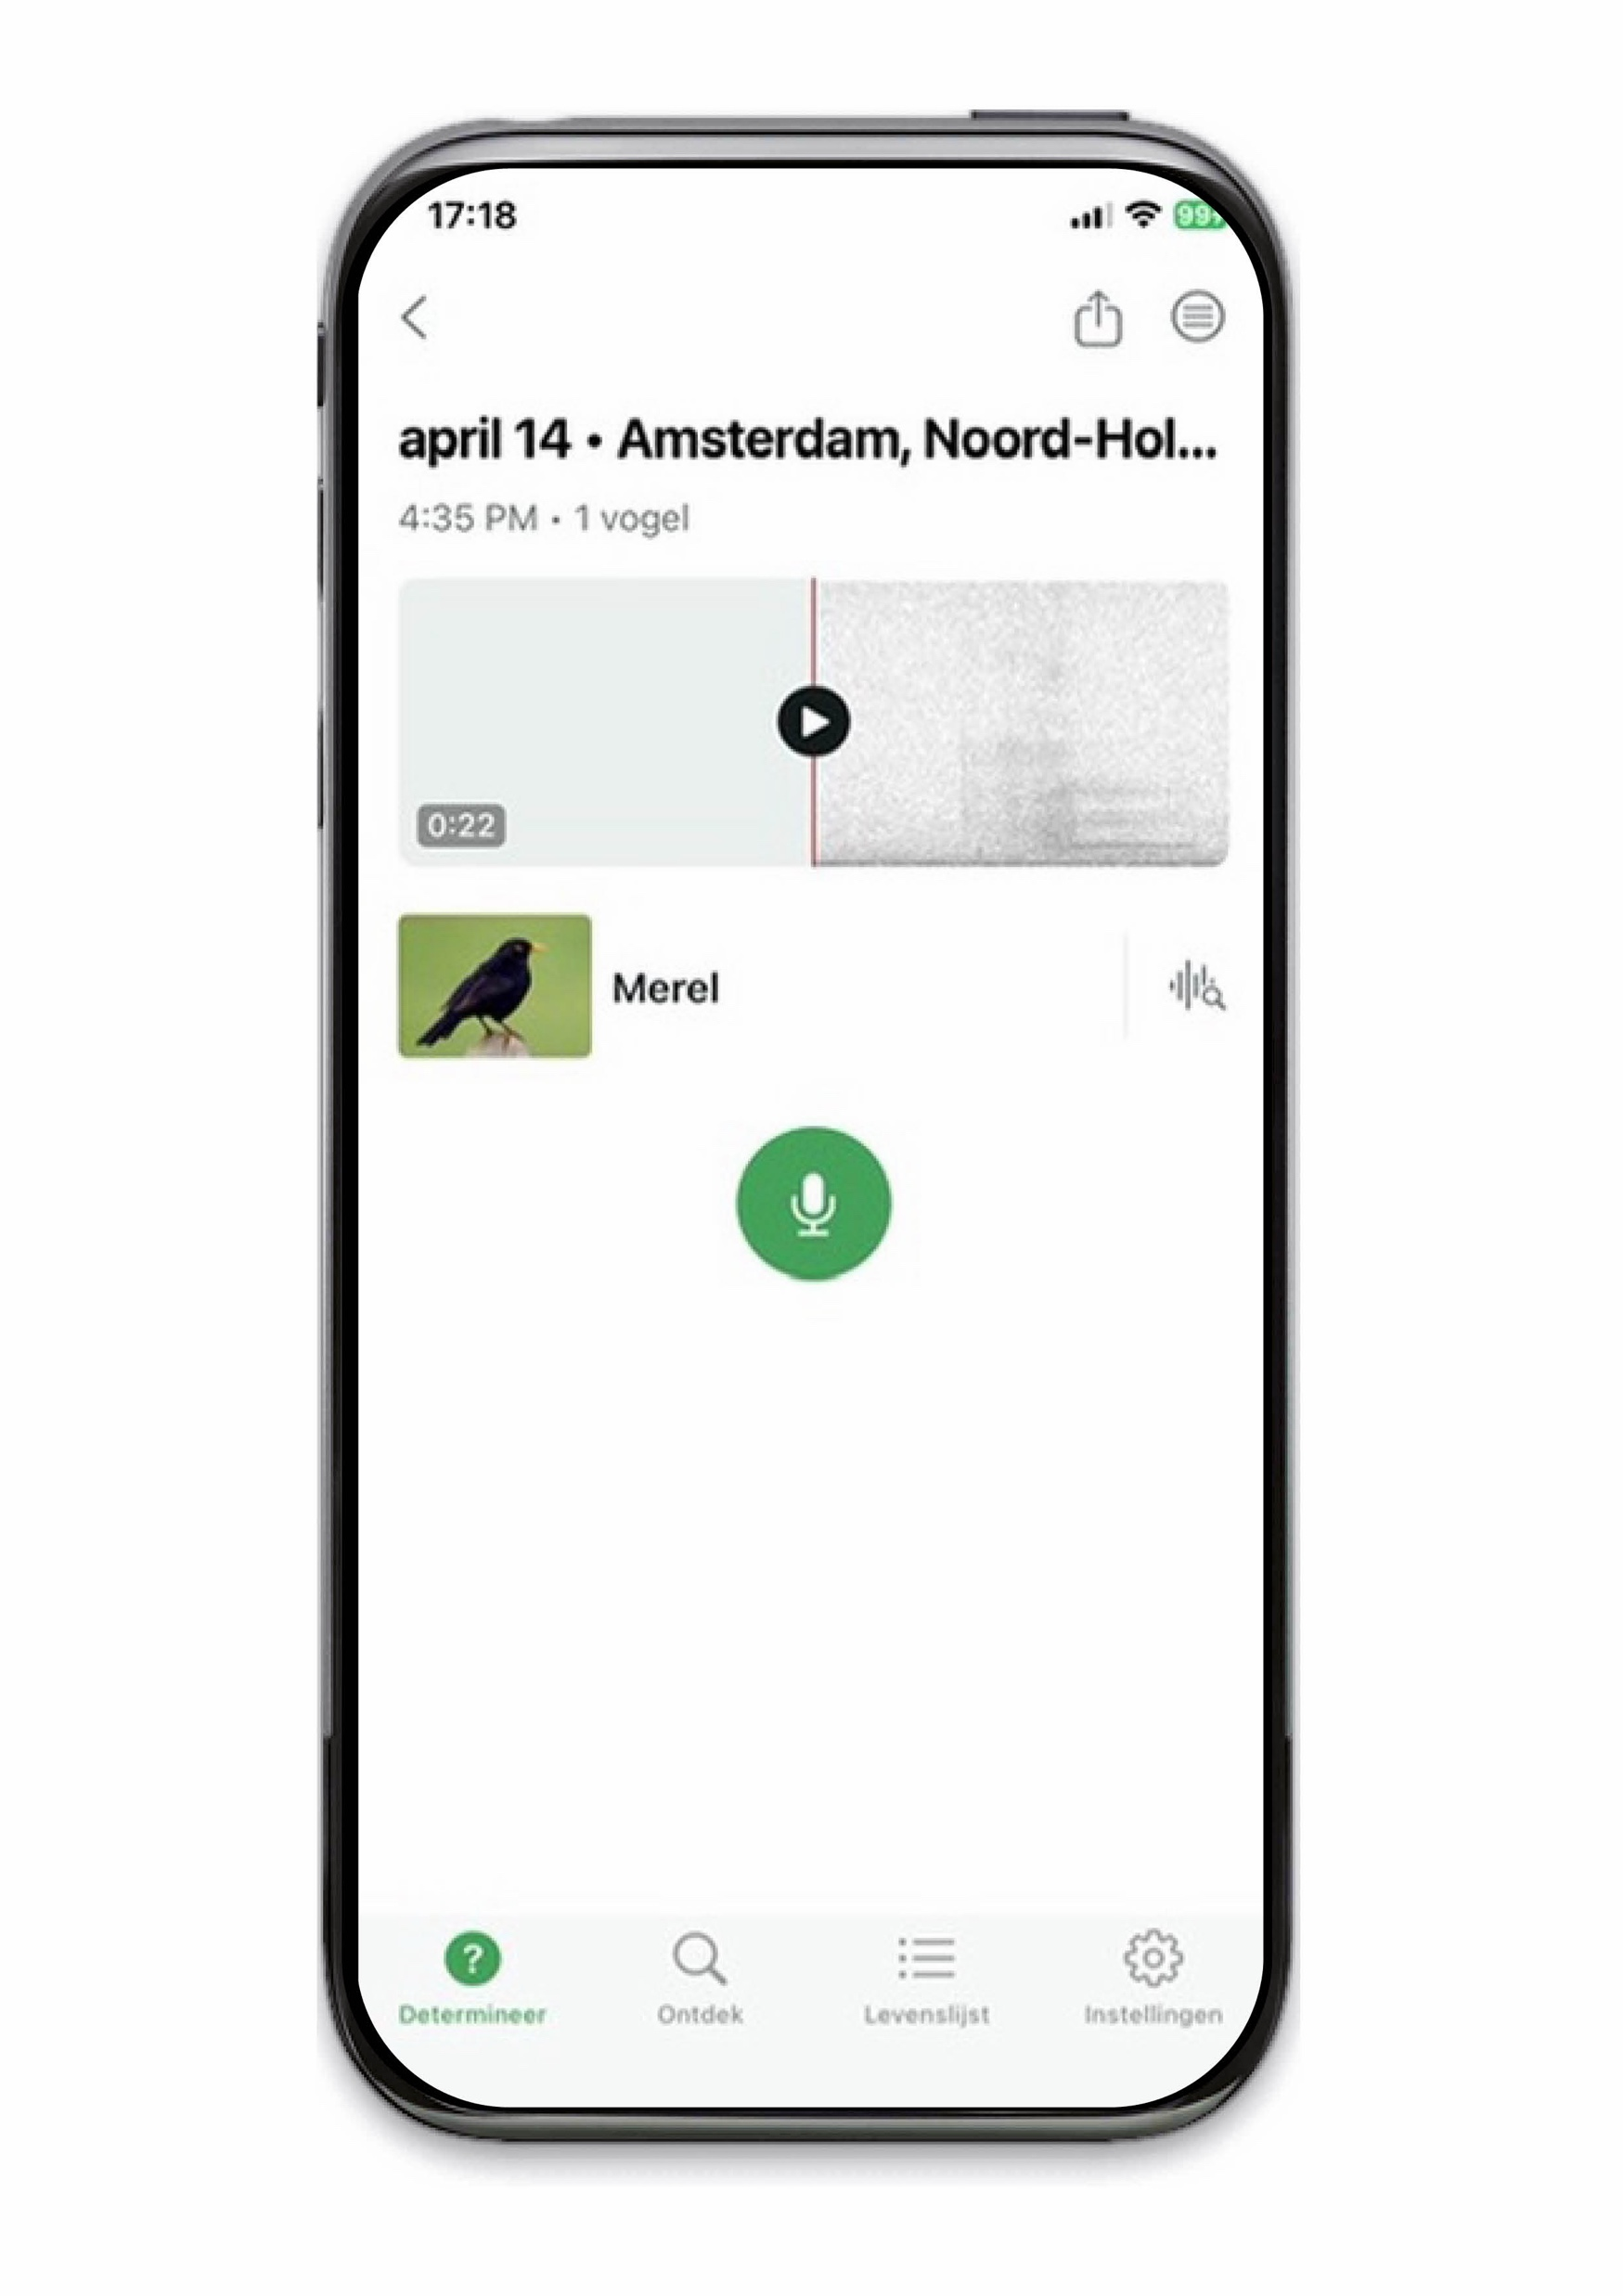 17:18
99+
april 14 • Amsterdam, Noord-Hol...
4:35 PM • 1 vogel
0:22
Merel
?
Determineer
Ontdek
Levenslijst
Instellingen